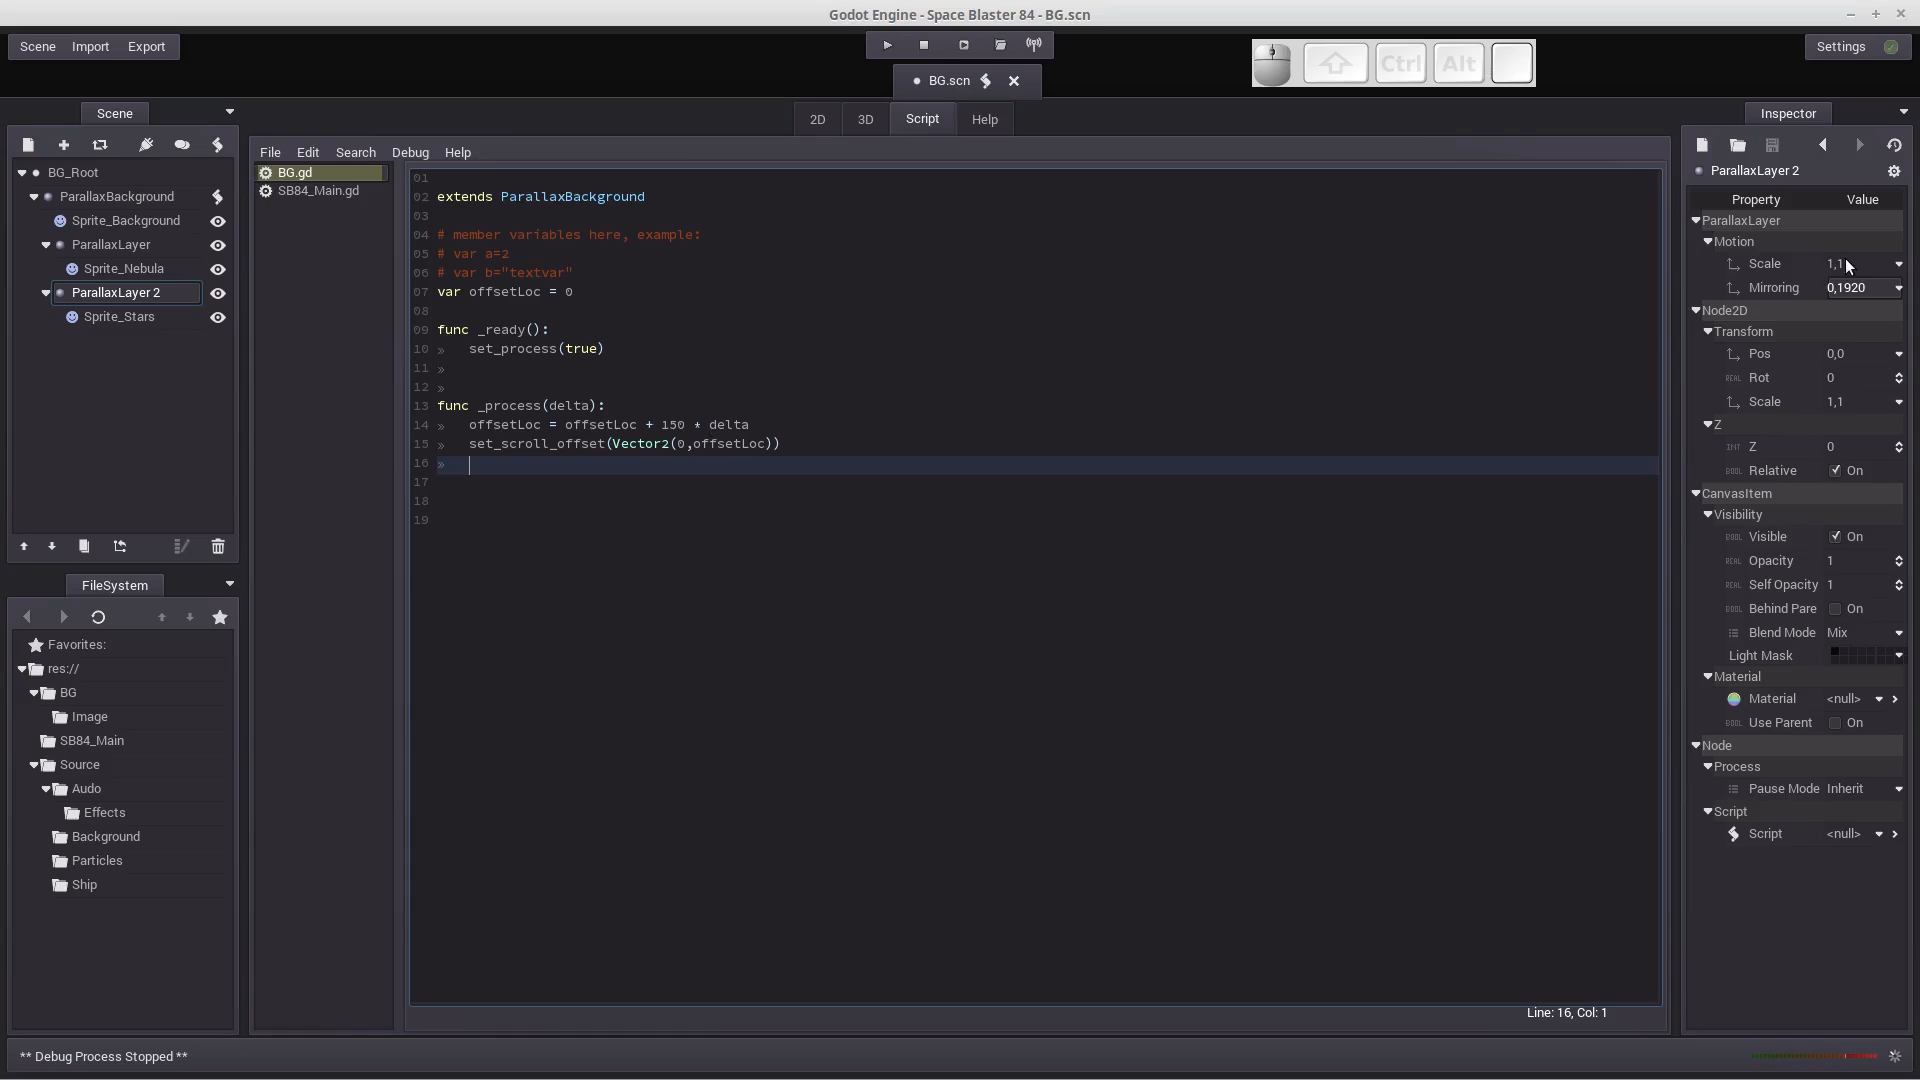 Godot Engine - Space Blaster 84 - BG.scn
Scene Import Export
Ctrl Alt
Settings
BG.scn
Scene
2D 3D Script Help
Inspector
File Edit Search Debug Help
BG_Root
ParallaxBackground
Sprite_Background
ParallaxLayer
Sprite_Nebula
ParallaxLayer 2
Sprite_Stars
FileSystem
Favorites:
res://
BG
Image
SB84_Main
Source
Audo
Effects
Background
Particles
Ship
BG.gd
SB84_Main.gd
01
02 extends ParallaxBackground
03
04 # member variables here, example:
05 # var a=2
06 # var b="textvar"
07 var offsetLoc = 0
08
09 func _ready():
10 » set_process(true)
11 »
12 »
13 func _process(delta):
14 » offsetLoc = offsetLoc + 150 * delta
15 » set_scroll_offset(Vector2(0,offsetLoc))
16 »
17
18
19
Line: 16, Col: 1
ParallaxLayer 2
Property Value
ParallaxLayer
Motion
Scale 1,1
Mirroring 0,1920
Node2D
Transform
Pos 0,0
REAL Rot 0
Scale 1,1
Z
INT Z 0
BOOL Relative On
CanvasItem
Visibility
BOOL Visible On
REAL Opacity 1
REAL Self Opacity 1
BOOL Behind Pare On
Blend Mode Mix
Light Mask
Material
Material <null>
BOOL Use Parent On
Node
Process
Pause Mode Inherit
Script
Script <null>
** Debug Process Stopped **